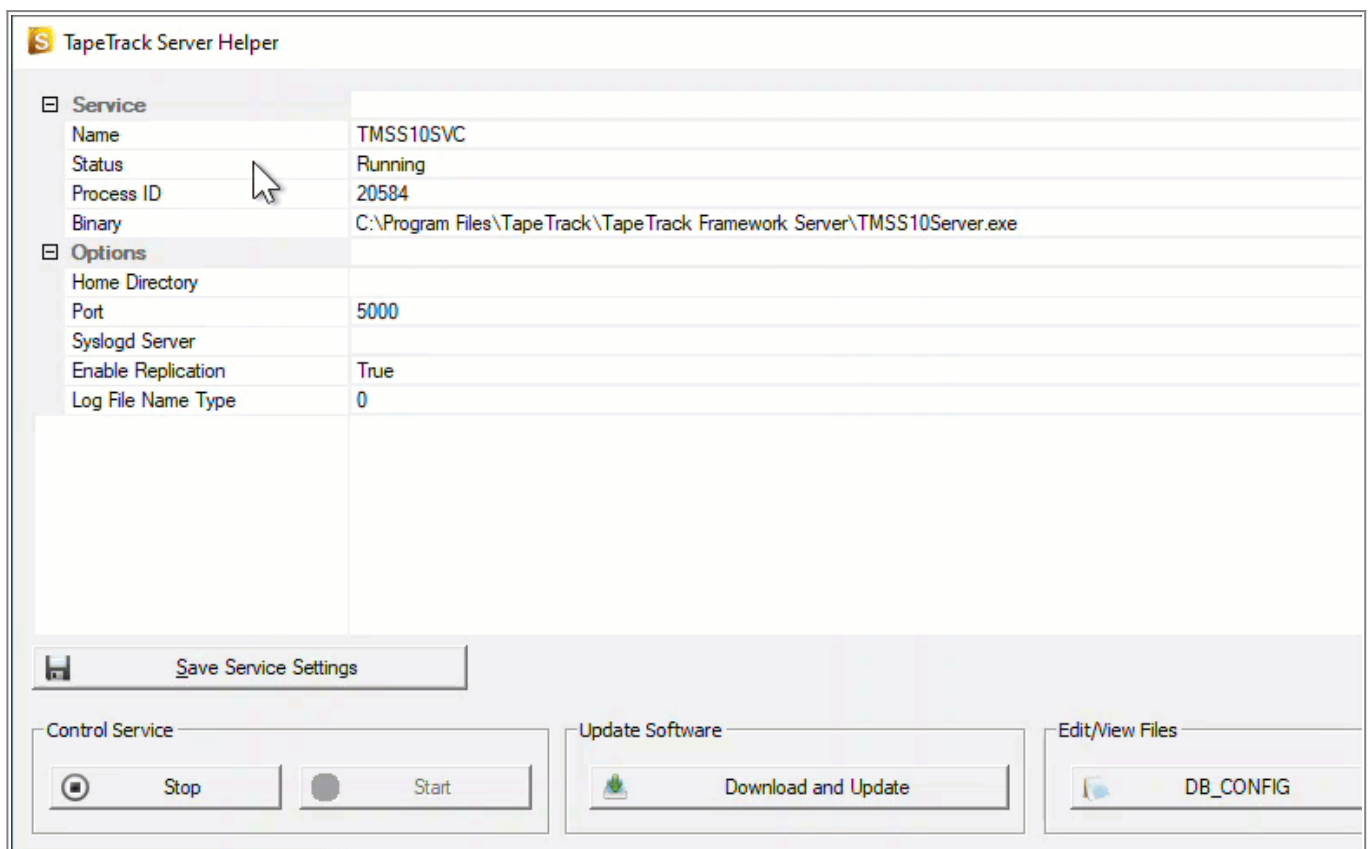 TapeTrack Server Helper
Service
Name TMSS10SVC
Status Running
Process ID 20584
Binary C:\Program Files\TapeTrack\TapeTrack Framework Server\TMSS10Server.exe
Options
Home Directory
Port 5000
Syslogd Server
Enable Replication True
Log File Name Type 0
Save Service Settings
Control Service Update Software Edit/View Files
Stop Start Download and Update DB_CONFIG